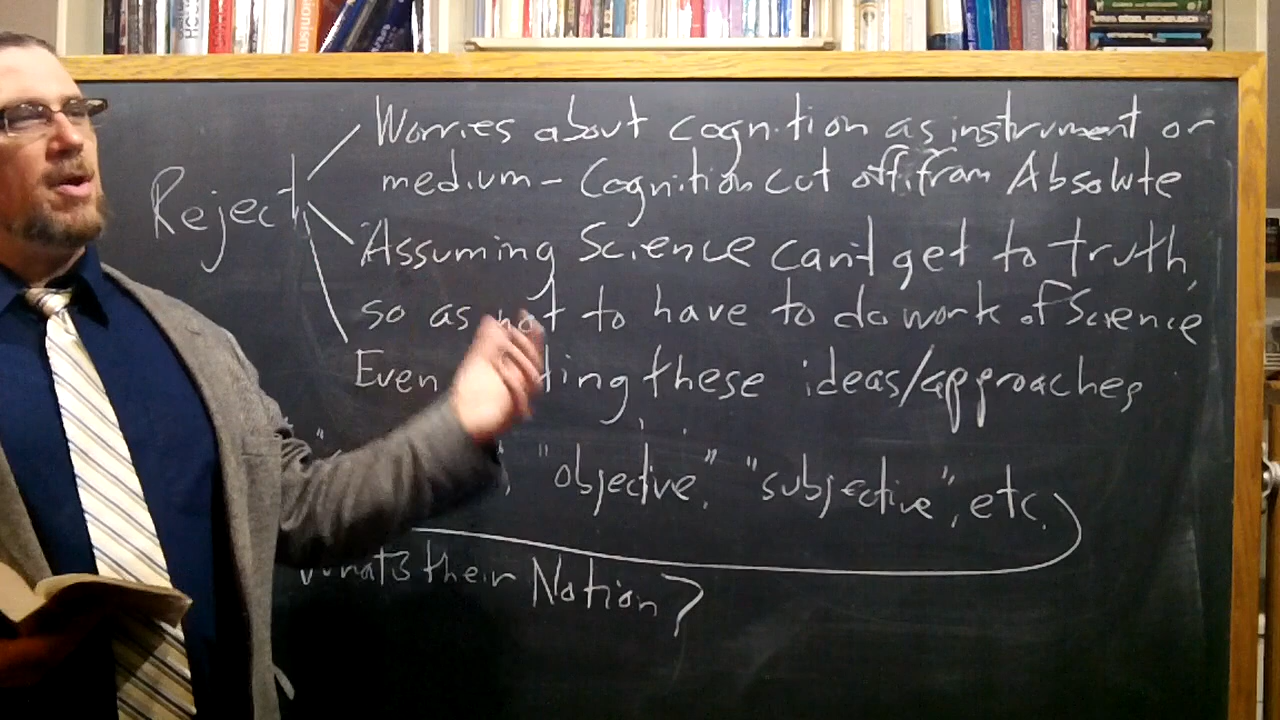 Worries about cognition as instrument or
Reject medium - Cognition cut off from Absolute
Assuming Science can't get to truth,
so as not to have to do work of Science
Even these ideas/approaches
"objective," "subjective", etc.
What's their Notion?